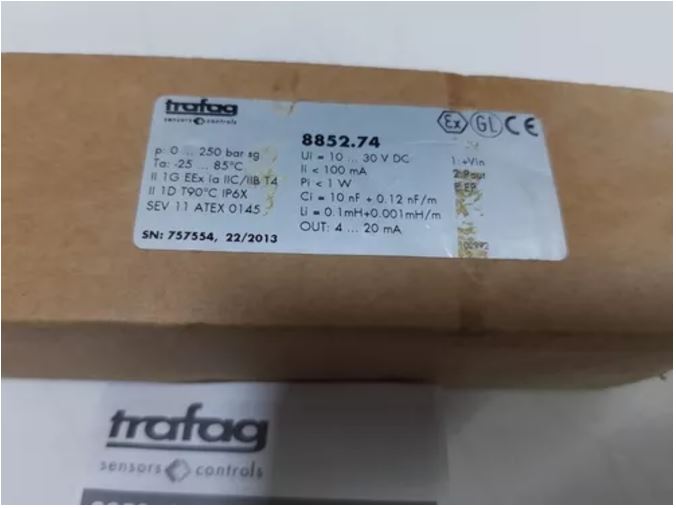 trafag
sensors controls
p: 0 ... 250 bar sg
Ta: -25 ... 85°C
II 1G EEx ia IIC/IIB T4
II 1D T90°C IP6X
SEV 11 ATEX 0145
SN: 757554, 22/2013
8852.74
Ui = 10 ... 30 V DC
Ii < 100 mA
Pi < 1 W
Ci = 10 nF + 0.12 nF/m
Li = 0.1mH+0.001mH/m
OUT: 4 ... 20 mA
Ex GL CE
1:+Vin
trafag
sensors controls